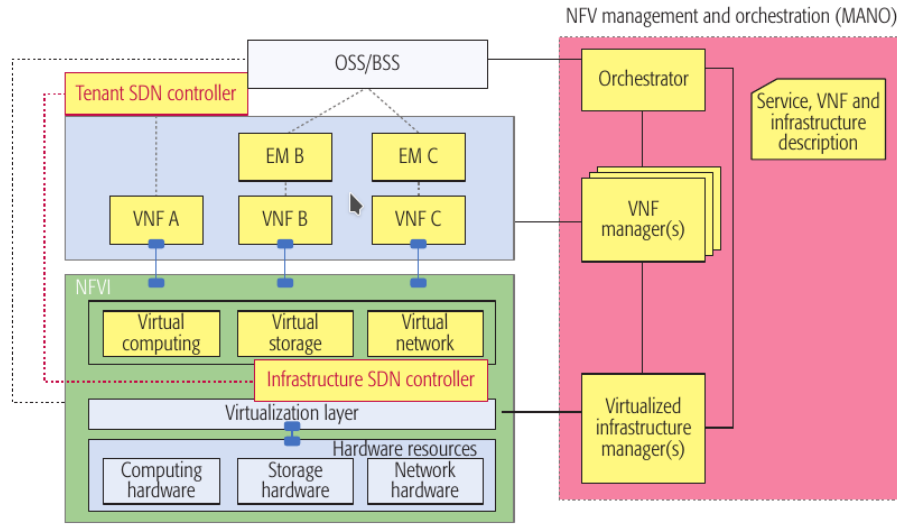 NFV management and orchestration (MANO)
OSS/BSS
Orchestrator
Tenant SDN controller
Service, VNF and
infrastructure
description
EM B
EM C
VNF A
VNF B
VNF C
VNF
manager(s)
NFVI
Virtual
computing
Virtual
storage
Virtual
network
Infrastructure SDN controller
Virtualization layer
Virtualized
infrastructure
manager(s)
Hardware resources
Computing
hardware
Storage
hardware
Network
hardware